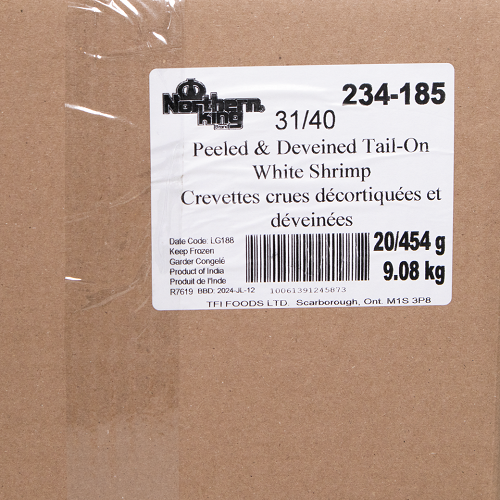 Northern
king
234-185
31/40
Peeled & Deveined Tail-On
White Shrimp
Crevettes crues décortiquées et
déveinées
Date Code: LG188
Keep Frozen
Garder Congelé
Product of India
Produit de l'Inde
R7619 BBD: 2024-JL-12
20/454 g
9.08 kg
10061391245873
TFI FOODS LTD. Scarborough, Ont. M1S 3P8